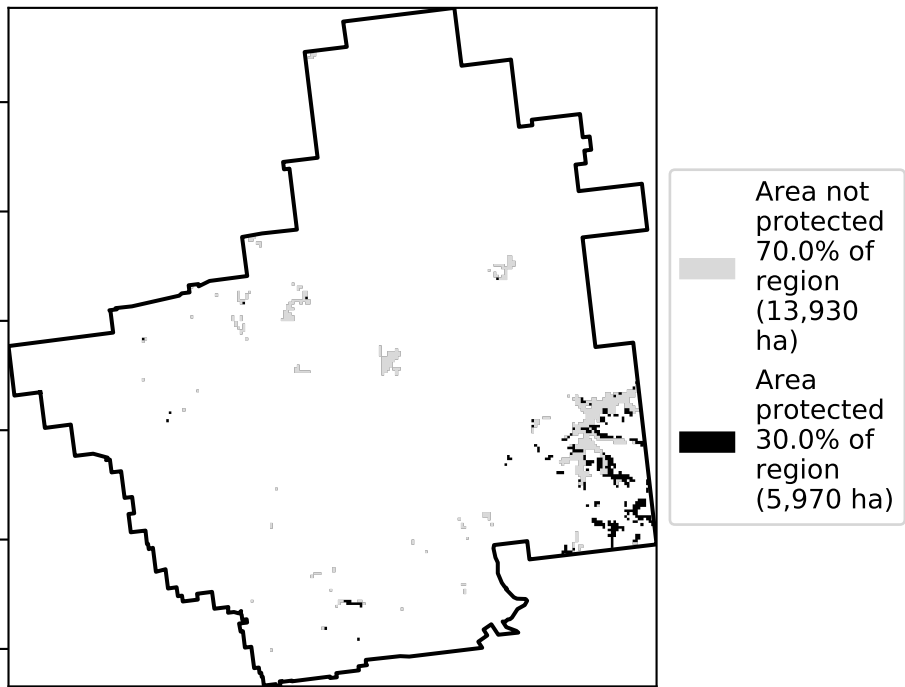 Area not
protected
70.0% of
region
(13,930
ha)
Area
protected
30.0% of
region
(5,970 ha)